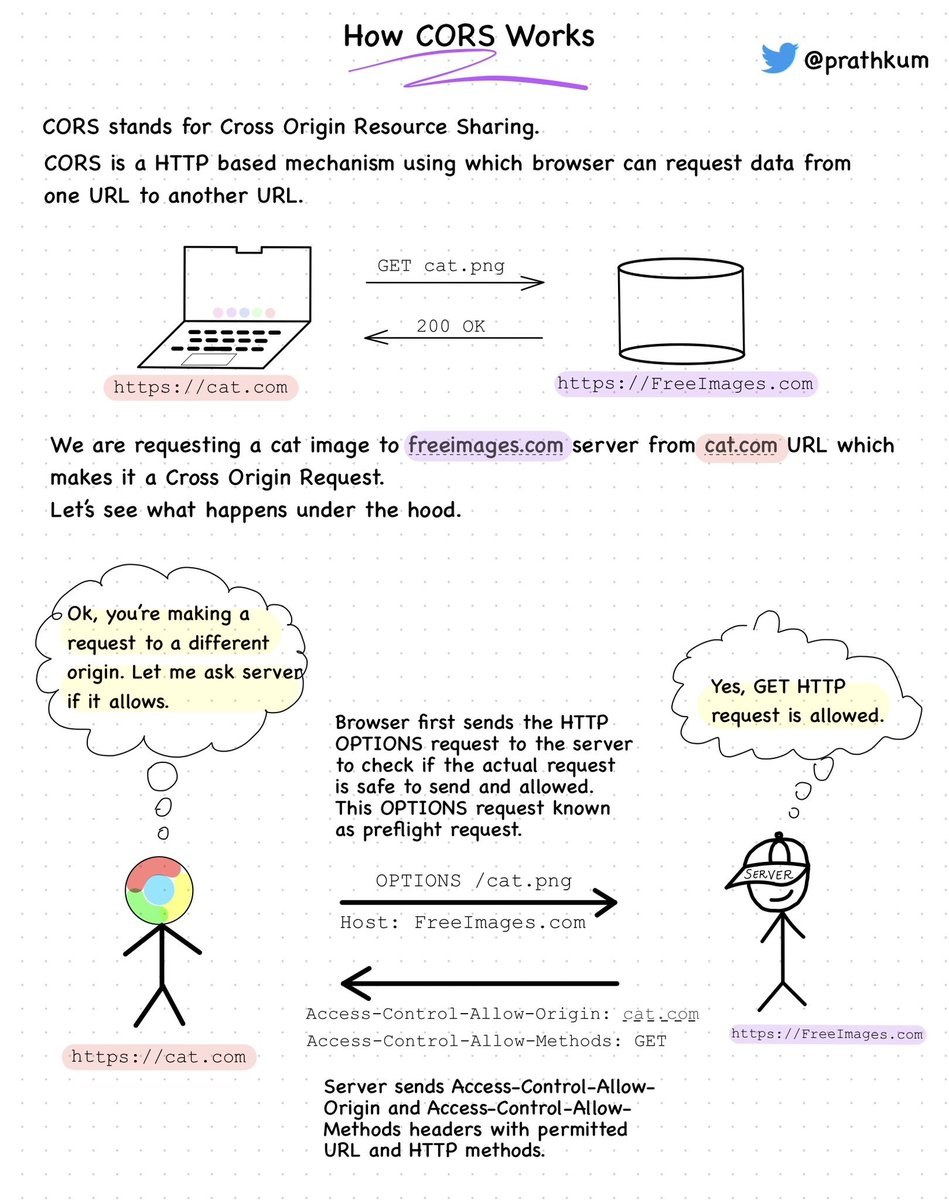 How CORS Works
@prathkum
CORS stands for Cross Origin Resource Sharing.
CORS is a HTTP based mechanism using which browser can request data from
one URL to another URL.
GET cat.png
200 OK
https://cat.com
https://FreeImages.com
We are requesting a cat image to freeimages.com server from cat.com URL which
makes it a Cross Origin Request.
Let's see what happens under the hood.
Ok, you're making a
request to a different
origin. Let me ask server
if it allows.
Yes, GET HTTP
request is allowed.
Browser first sends the HTTP
OPTIONS request to the server
to check if the actual request
is safe to send and allowed.
This OPTIONS request known
as preflight request.
OPTIONS /cat.png
Host: FreeImages.com
SERVER
Access-Control-Allow-Origin: cat.com
Access-Control-Allow-Methods: GET
https://cat.com
https://FreeImages.com
Server sends Access-Control-Allow-
Origin and Access-Control-Allow-
Methods headers with permitted
URL and HTTP methods.